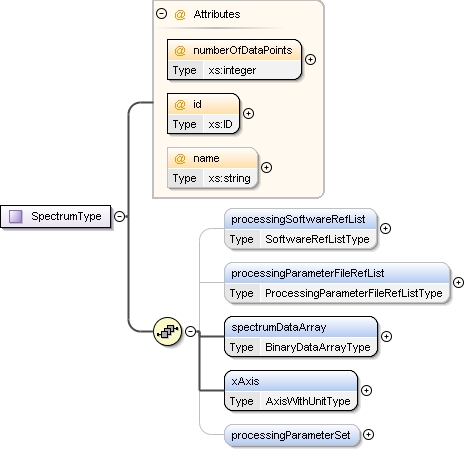 @ Attributes
@ numberOfDataPoints
Type xs:integer
@ id
Type xs:ID
@ name
Type xs:string
SpectrumType
processingSoftwareRefList
Type SoftwareRefListType
processingParameterFileRefList
Type ProcessingParameterFileRefListType
spectrumDataArray
Type BinaryDataArrayType
xAxis
Type AxisWithUnitType
processingParameterSet